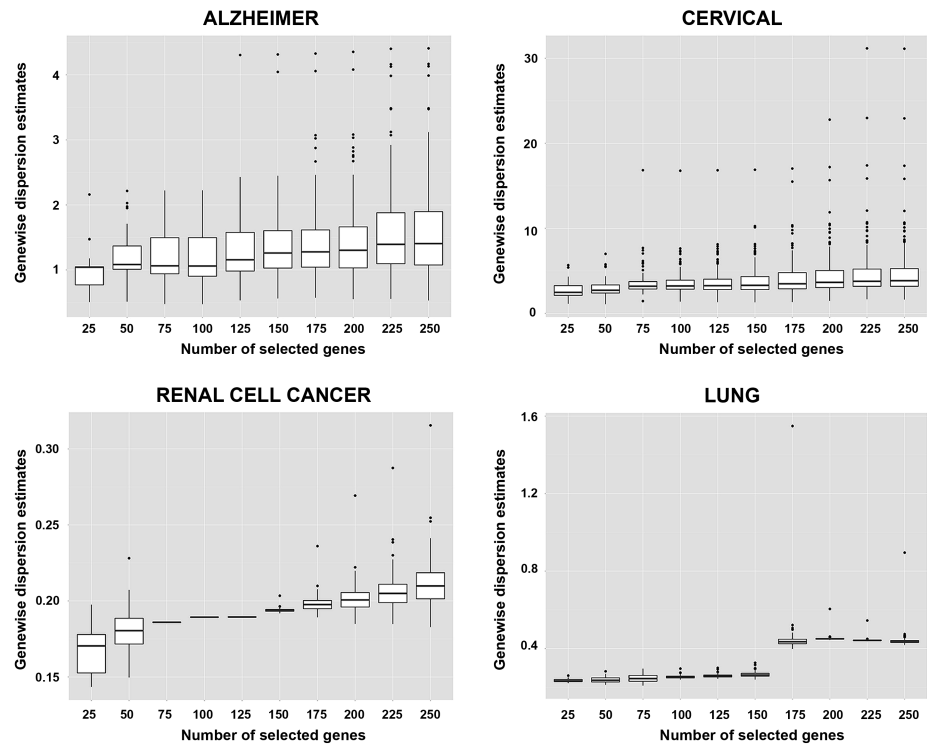 ALZHEIMER
Genewise dispersion estimates
4
3
2
1
25 50 75 100 125 150 175 200 225 250
Number of selected genes
CERVICAL
Genewise dispersion estimates
30
20
10
0
25 50 75 100 125 150 175 200 225 250
Number of selected genes
RENAL CELL CANCER
Genewise dispersion estimates
0.30
0.25
0.20
0.15
25 50 75 100 125 150 175 200 225 250
Number of selected genes
LUNG
Genewise dispersion estimates
1.6
1.2
0.8
0.4
25 50 75 100 125 150 175 200 225 250
Number of selected genes